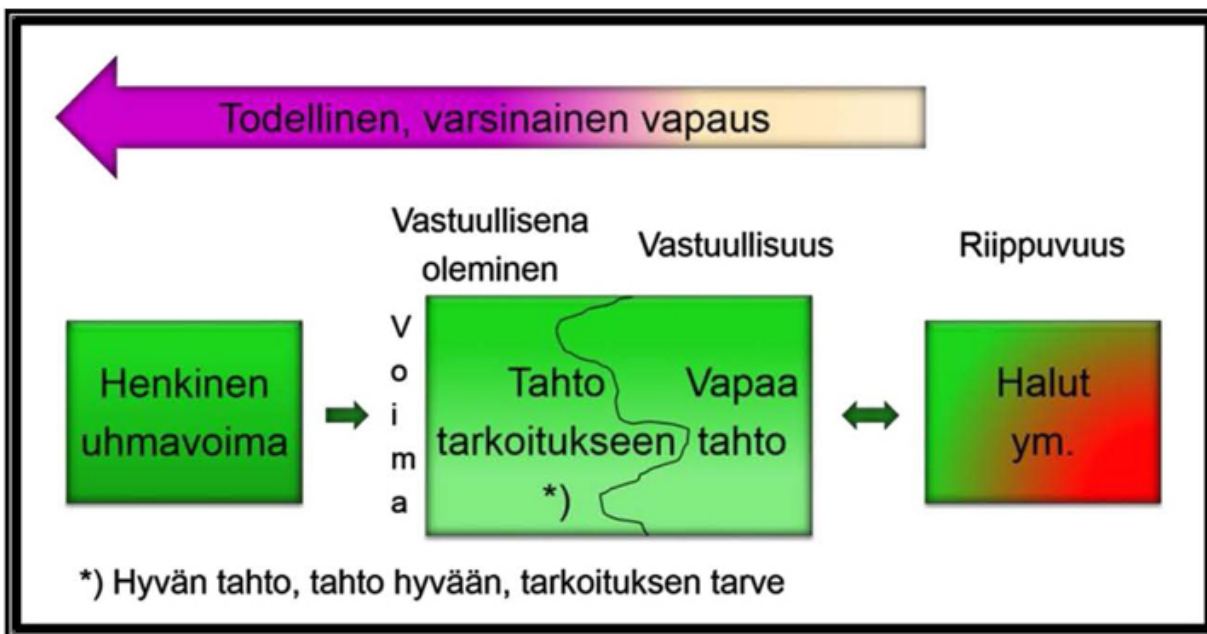 Todellinen, varsinainen vapaus
Vastuullisena
oleminen
Vastuullisuus
Riippuvuus
Henkinen
uhmavoima
Voima
Tahto
tarkoitukseen
*)
Vapaa
tahto
Halut
ym.
*) Hyvän tahto, tahto hyvään, tarkoituksen tarve